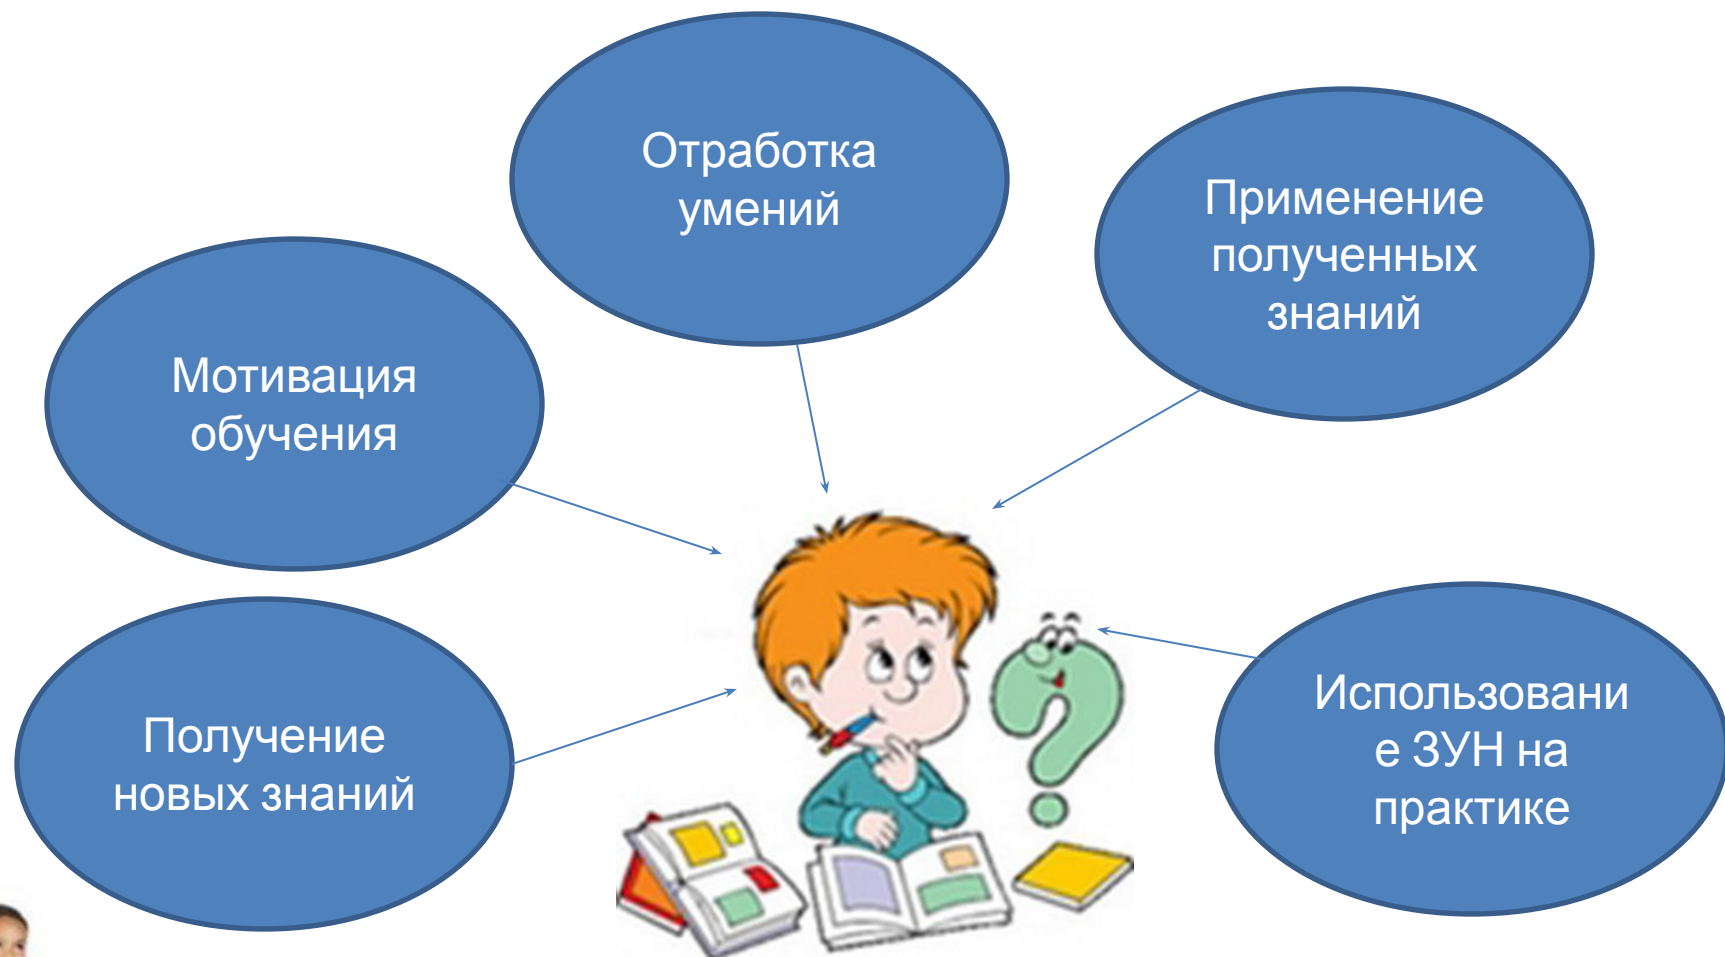 Отработка
умений
Применение
полученных
знаний
Мотивация
обучения
Получение
новых знаний
Использовани
е ЗУН на
практике